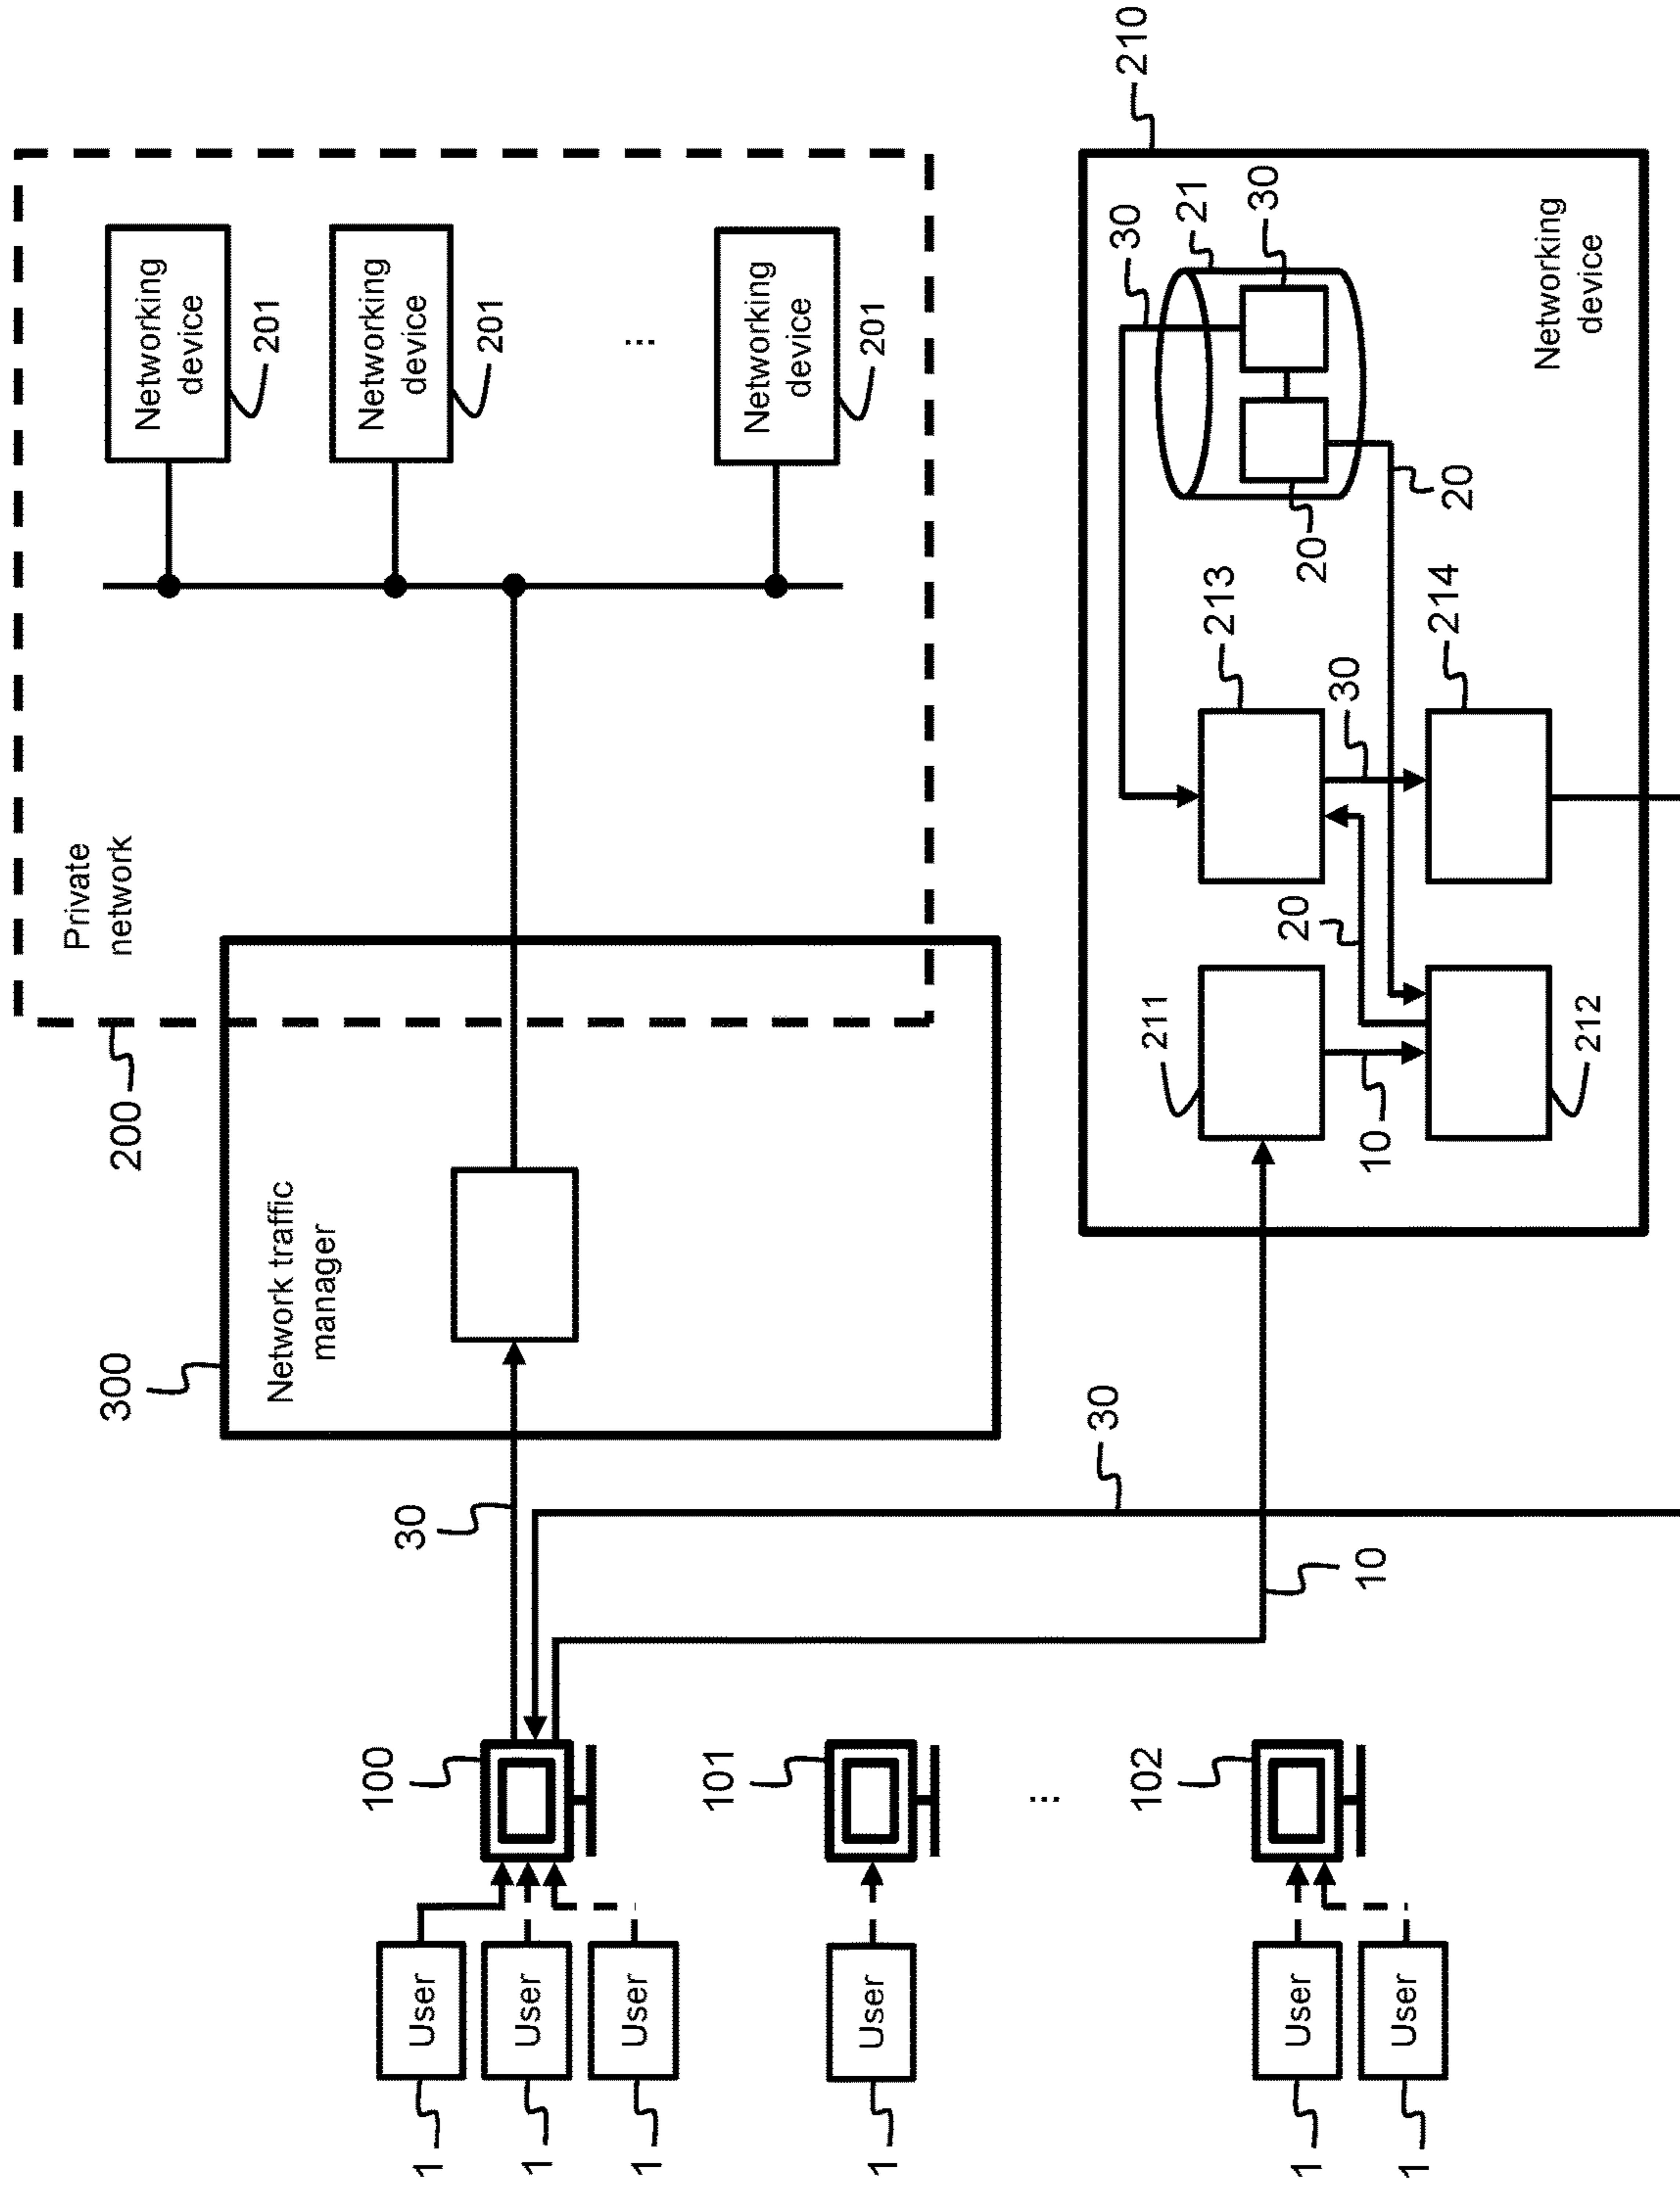 1
User
1
User
1
User
1
User
1
User
1
User
100
101
...
102
30
30
10
300
Network traffic
manager
200
Private
network
Networking
device
201
Networking
device
201
...
Networking
device
201
210
Networking
device
211
10
212
20
213
30
214
20
20
30
21
30